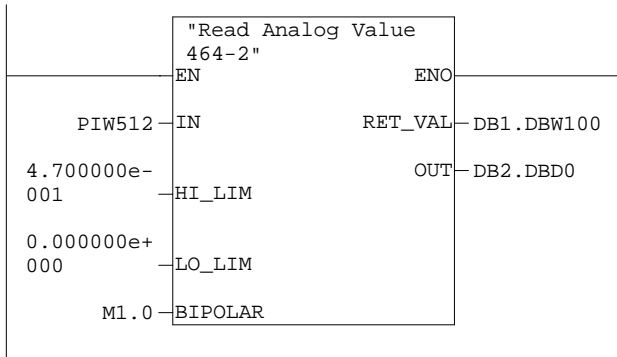 "Read Analog Value
464-2"
EN ENO
PIW512 IN RET_VAL DB1.DBW100
4.700000e-
001 HI_LIM OUT DB2.DBD0
0.000000e+
000 LO_LIM
M1.0 BIPOLAR